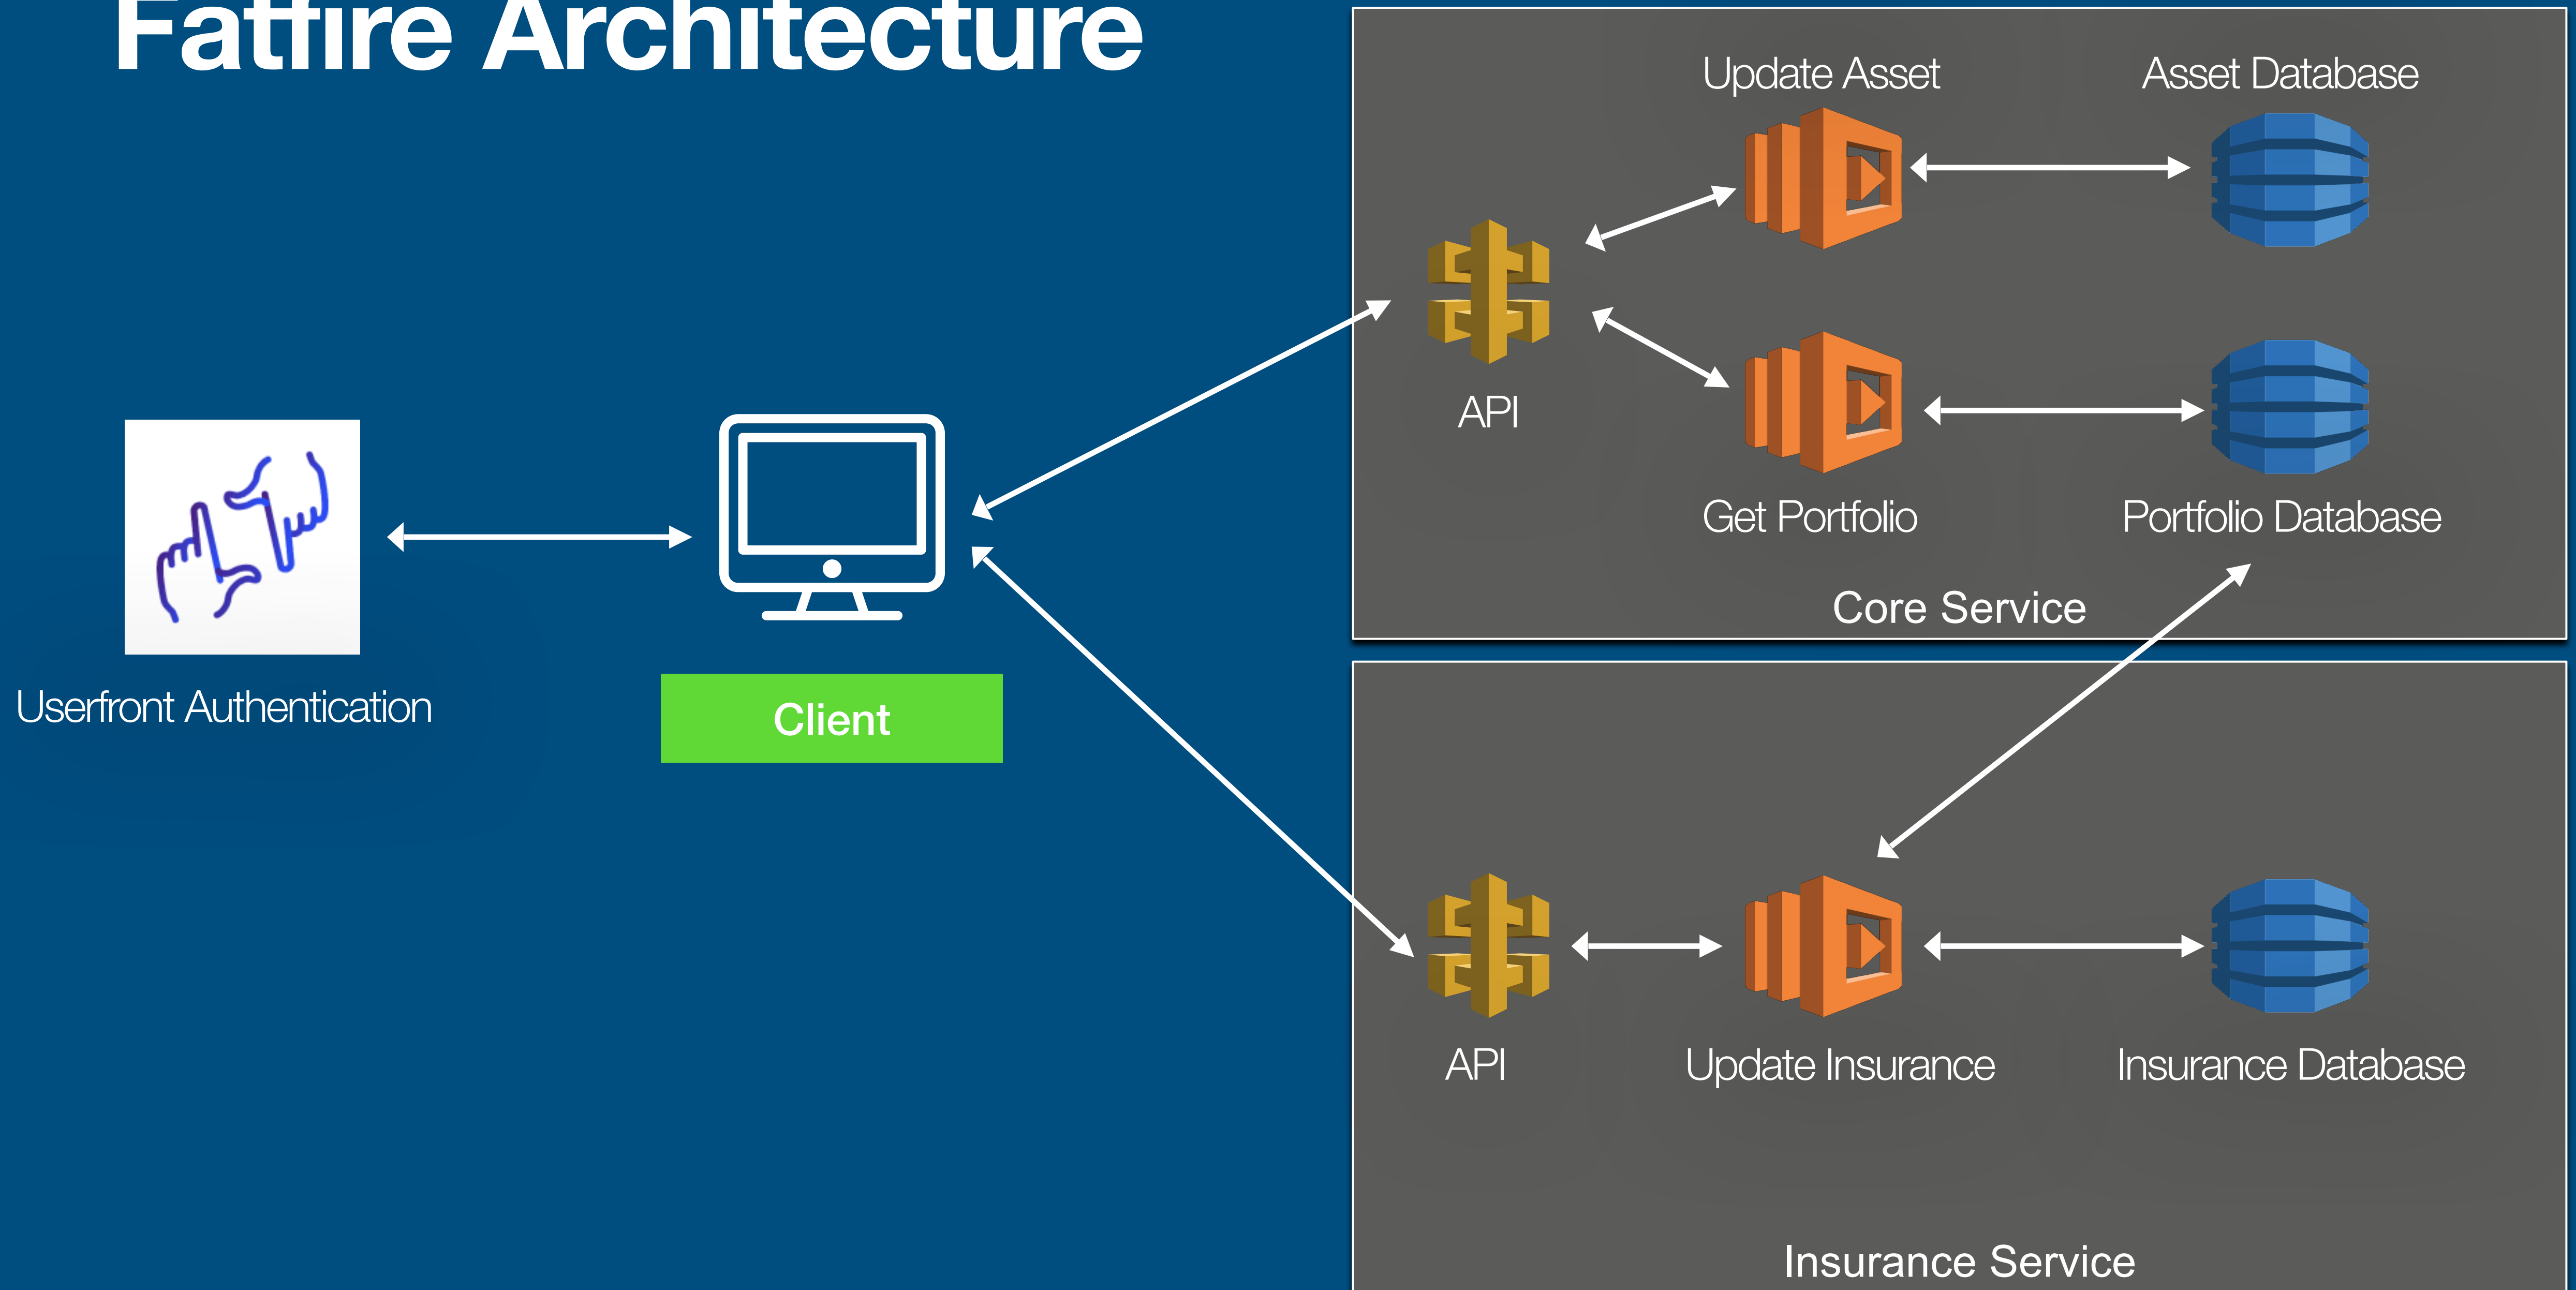 Fatfire Architecture
Update Asset
Asset Database
API
Get Portfolio
Portfolio Database
Core Service
Userfront Authentication
Client
API
Update Insurance
Insurance Database
Insurance Service